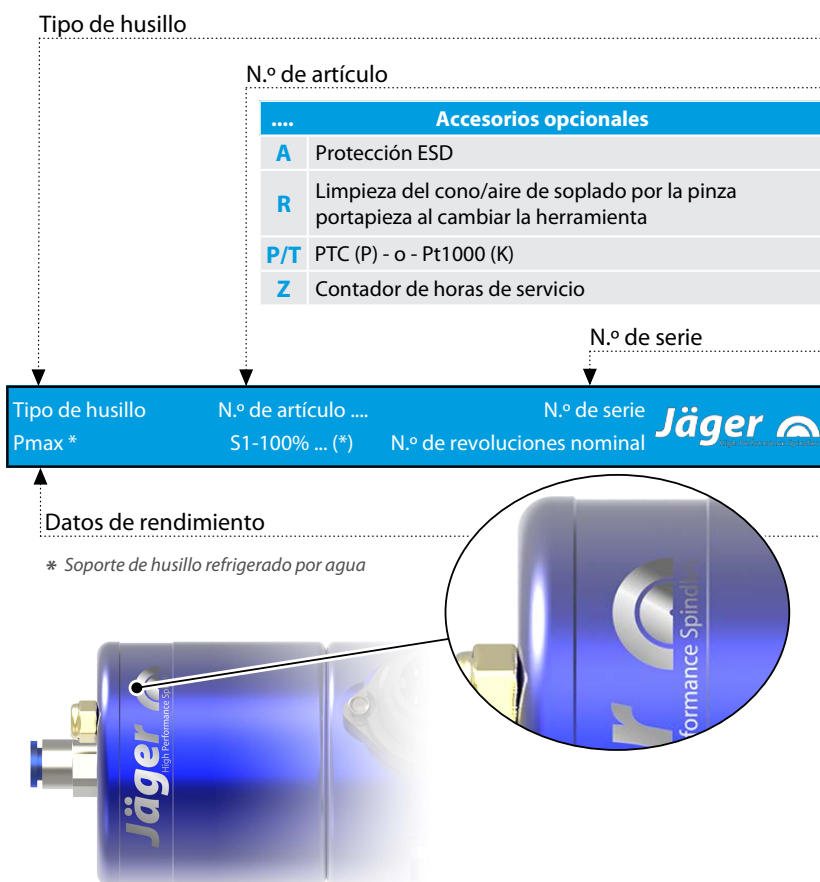 Tipo de husillo
N.º de artículo
.... Accesorios opcionales
A Protección ESD
R Limpieza del cono/aire de soplado por la pinza
portapieza al cambiar la herramienta
P/T PTC (P) - o - Pt1000 (K)
Z Contador de horas de servicio
N.º de serie
Tipo de husillo N.º de artículo .... N.º de serie
Pmax * S1-100% ... (*) N.º de revoluciones nominal
Jäger
Datos de rendimiento
* Soporte de husillo refrigerado por agua
Jäger
High Performance Sp
r
formance Spindles